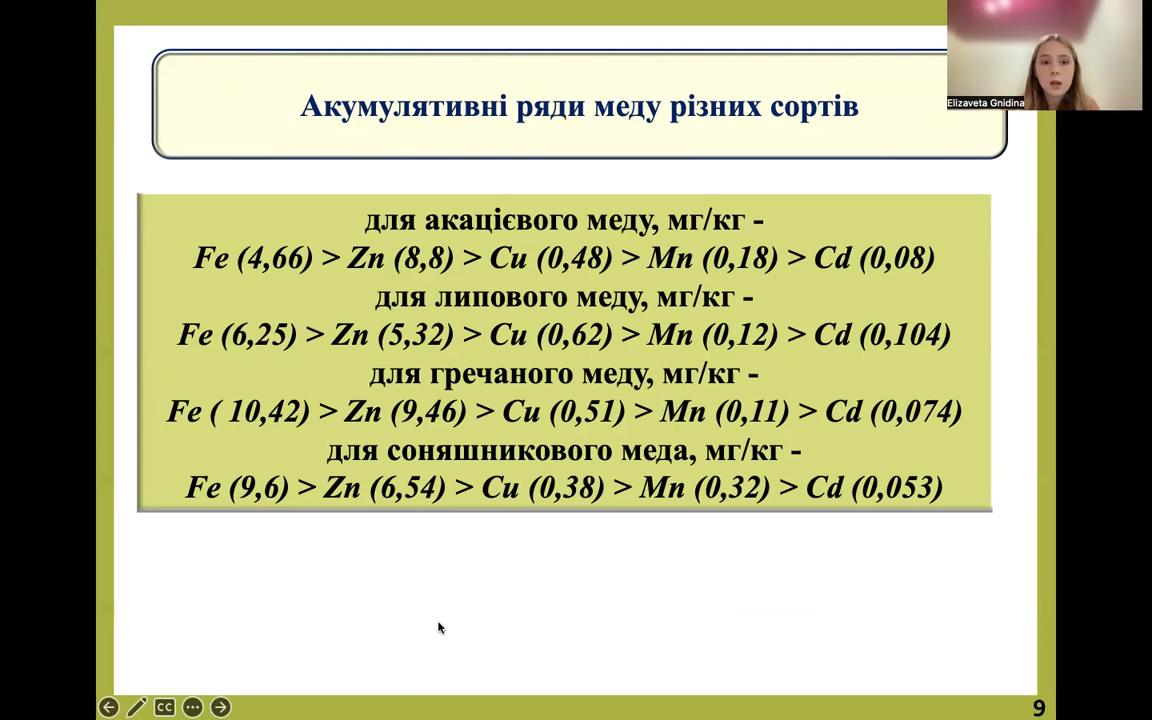 Акумулятивні ряди меду різних сортів
Elizaveta Gnidina
для акацієвого меду, мг/кг -
Fe (4,66) > Zn (8,8) > Cu (0,48) > Mn (0,18) > Cd (0,08)
для липового меду, мг/кг -
Fe (6,25) > Zn (5,32) > Cu (0,62) > Mn (0,12) > Cd (0,104)
для гречаного меду, мг/кг -
Fe ( 10,42) > Zn (9,46) > Cu (0,51) > Mn (0,11) > Cd (0,074)
для соняшникового меда, мг/кг -
Fe (9,6) > Zn (6,54) > Cu (0,38) > Mn (0,32) > Cd (0,053)
CC
9